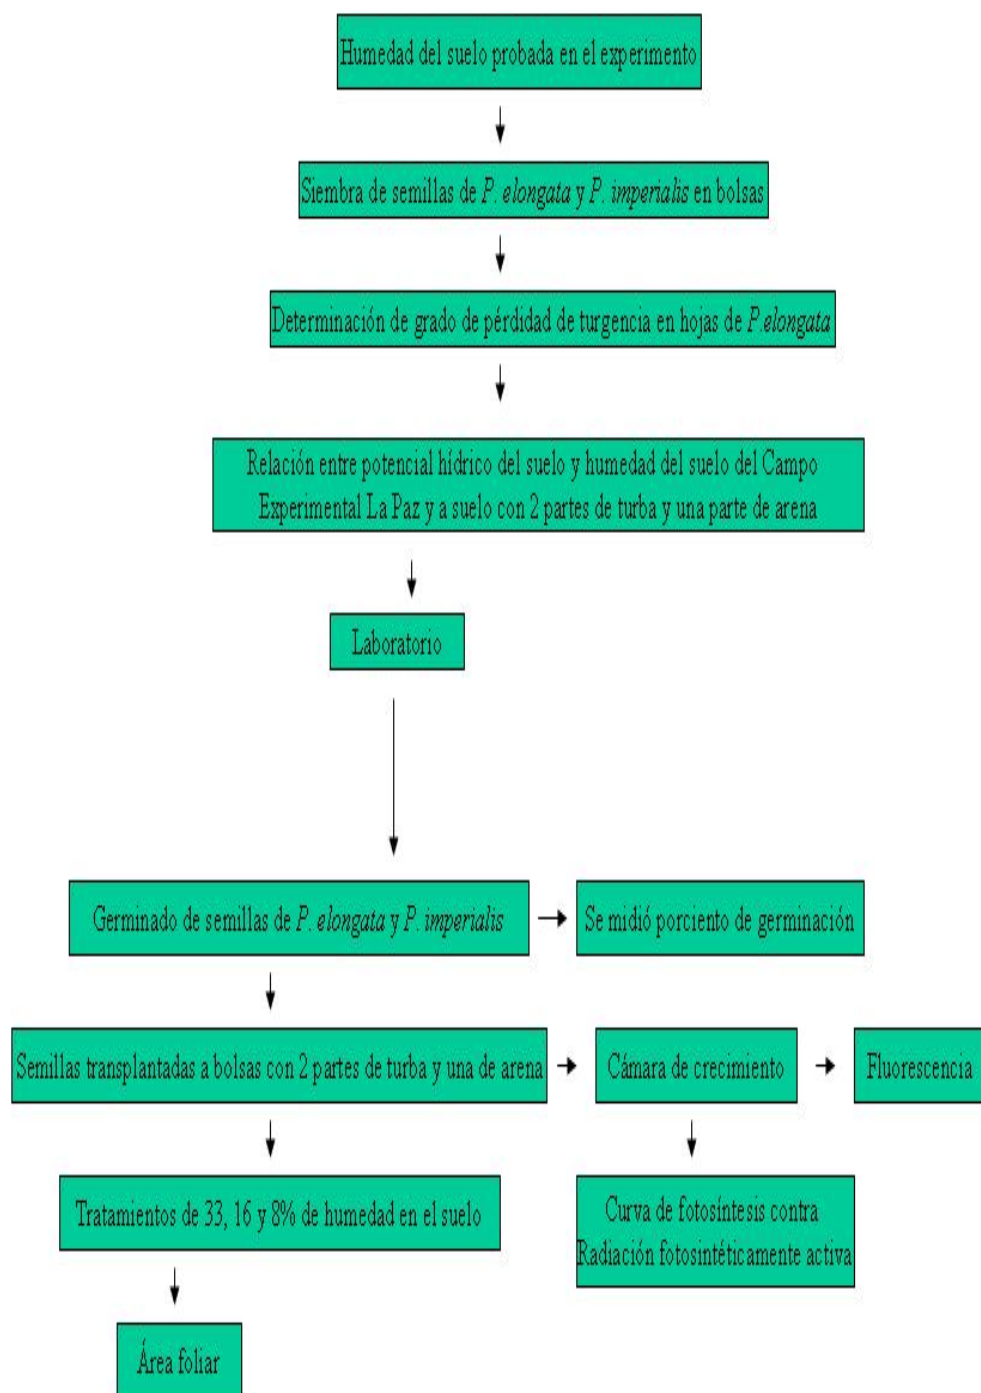 Humedad del suelo probada en el experimento
Siembra de semillas de P. elongata y P. imperialis en bolsas
Determinación de grado de pérdidad de turgencia en hojas de P.elongata
Relación entre potencial hídrico del suelo y humedad del suelo del Campo
Experimental La Paz y a suelo con 2 partes de turba y una parte de arena
Laboratorio
Germinado de semillas de P. elongata y P. imperialis
Se midió porciento de germinación
Semillas transplantadas a bolsas con 2 partes de turba y una de arena
Cámara de crecimiento
Fluorescencia
Tratamientos de 33, 16 y 8% de humedad en el suelo
Curva de fotosíntesis contra
Radiación fotosintéticamente activa
Área foliar